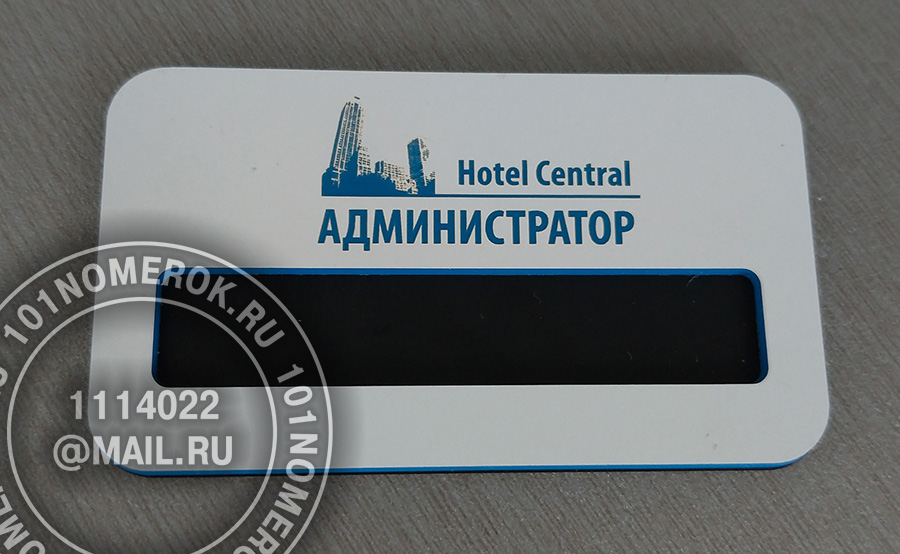 Hotel Central
АДМИНИСТРАТОР
101NOMEROK.RU
101NOMEROK
1114022
@MAIL.RU